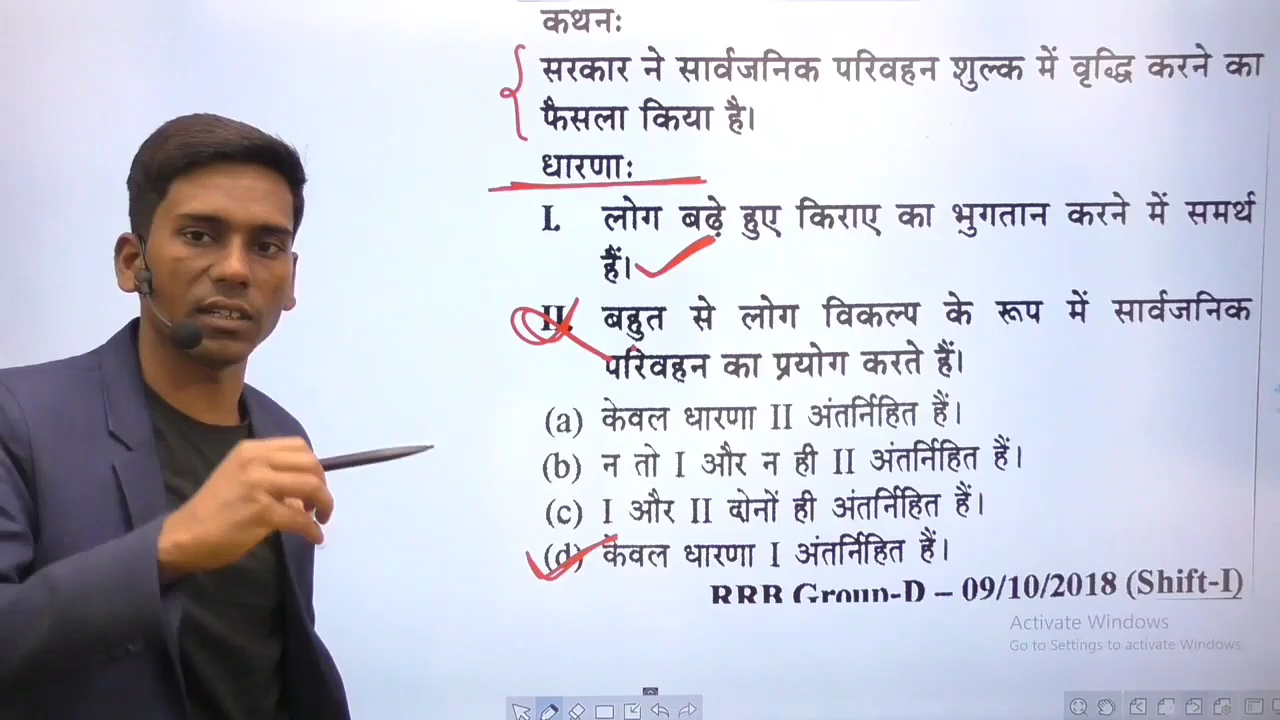 कथनः
सरकार ने सार्वजनिक परिवहन शुल्क में वृद्धि करने का
फैसला किया है।
धारणाः
I. लोग बढ़े हुए किराए का भुगतान करने में समर्थ
हैं।
II. बहुत से लोग विकल्प के रूप में सार्वजनिक
परिवहन का प्रयोग करते हैं।
(a) केवल धारणा II अंतर्निहित हैं।
(b) न तो I और न ही II अंतर्निहित हैं।
(c) I और II दोनों ही अंतर्निहित हैं।
(d) केवल धारणा I अंतर्निहित हैं।
RRB Group-D – 09/10/2018 (Shift-I)
Activate Windows
Go to Settings to activate Windows.